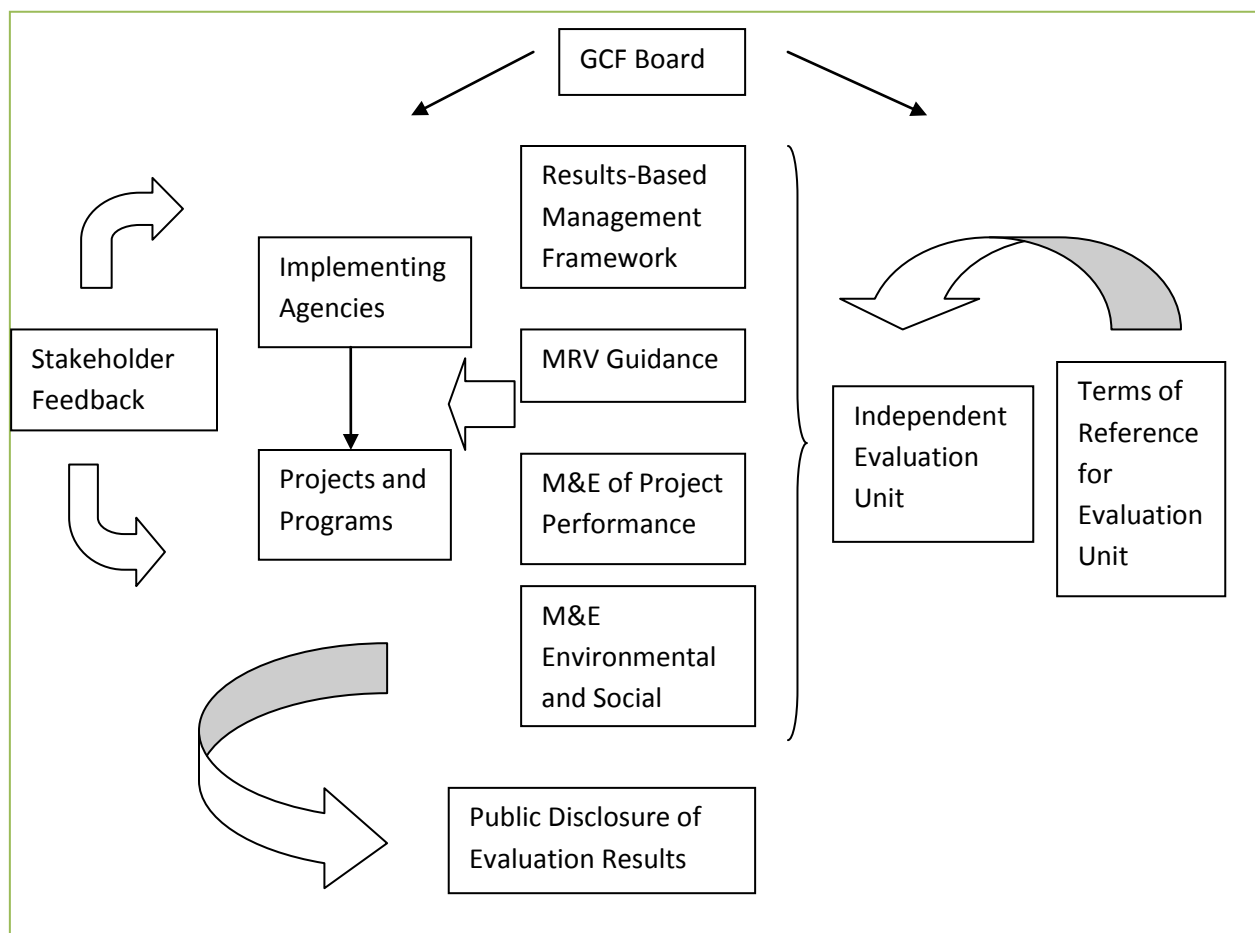 GCF Board
Results-Based
Management
Framework
Implementing
Agencies
Stakeholder
Feedback
MRV Guidance
Independent
Evaluation
Unit
Terms of
Reference
for
Evaluation
Unit
Projects and
Programs
M&E of Project
Performance
M&E
Environmental
and Social
Public Disclosure of
Evaluation Results